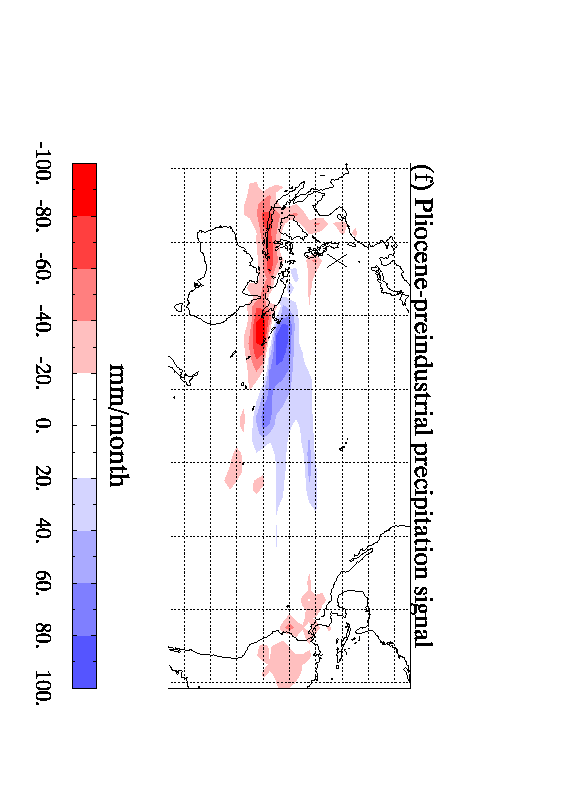 (f) Pliocene-preindustrial precipitation signal
mm/month
-100. -80. -60. -40. -20. 0. 20. 40. 60. 80. 100.